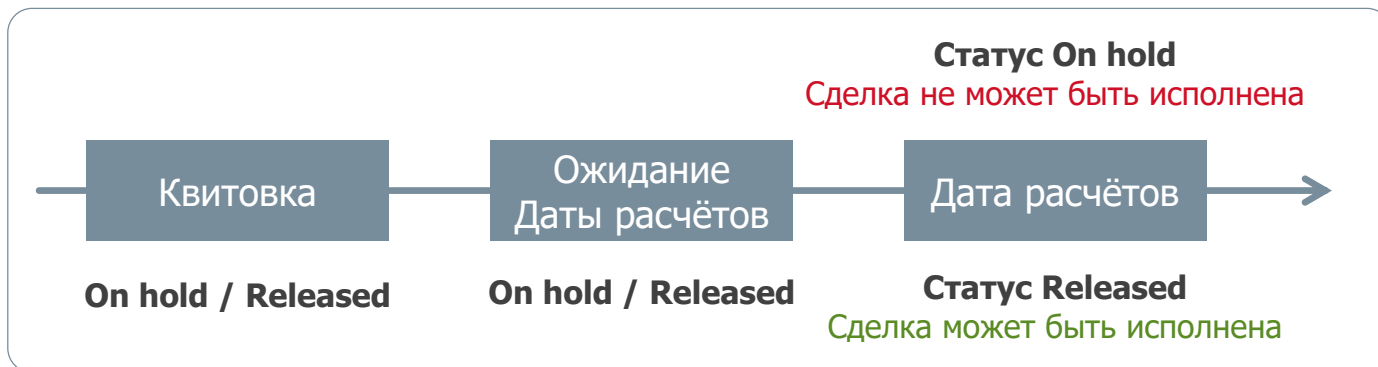 Статус On hold
Сделка не может быть исполнена
Квитовка
Ожидание
Даты расчётов
Дата расчётов
On hold / Released
On hold / Released
Статус Released
Сделка может быть исполнена